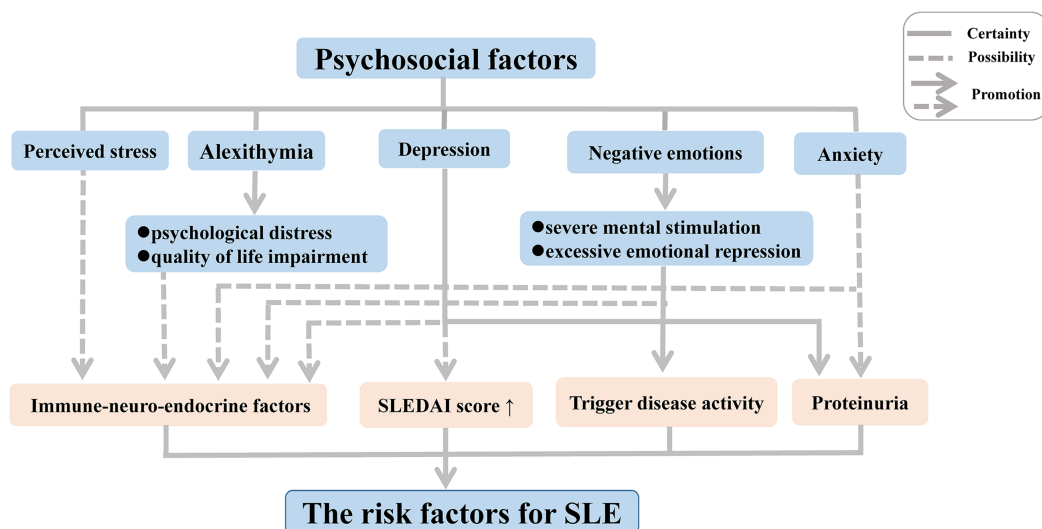 Certainty
Possibility
Promotion
Psychosocial factors
Perceived stress
Alexithymia
Depression
Negative emotions
Anxiety
●psychological distress
●quality of life impairment
●severe mental stimulation
●excessive emotional repression
Immune-neuro-endocrine factors
SLEDAI score ↑
Trigger disease activity
Proteinuria
The risk factors for SLE